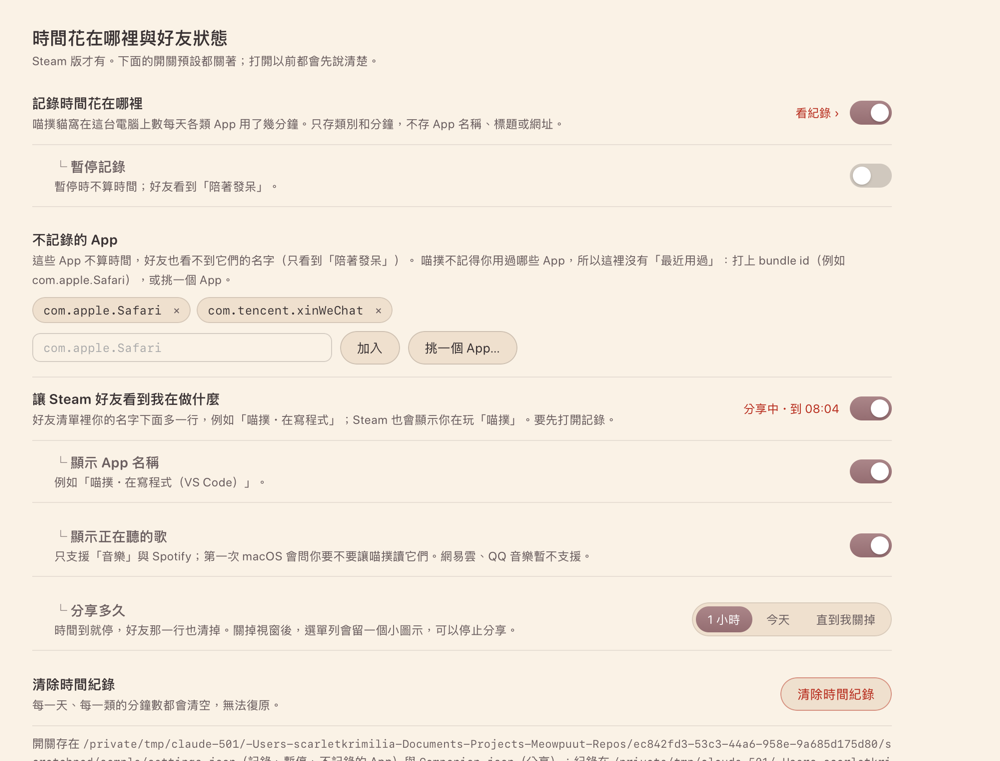 時間花在哪裡與好友狀態
Steam 版才有。下面的開關預設都關著；打開以前都會先說清楚。
記錄時間花在哪裡
喵撲貓窩在這台電腦上數每天各類 App 用了幾分鐘。只存類別和分鐘，不存 App 名稱、標題或網址。
看紀錄 ›
└ 暫停記錄
暫停時不算時間；好友看到「陪著發呆」。
不記錄的 App
這些 App 不算時間，好友也看不到它們的名字（只看到「陪著發呆」）。 喵撲不記得你用過哪些 App，所以這裡沒有「最近用過」：打上 bundle id（例如
com.apple.Safari），或挑一個 App。
com.apple.Safari × com.tencent.xinWeChat ×
com.apple.Safari 加入 挑一個 App…
讓 Steam 好友看到我在做什麼
好友清單裡你的名字下面多一行，例如「喵撲・在寫程式」；Steam 也會顯示你在玩「喵撲」。要先打開記錄。
分享中・到 08:04
└ 顯示 App 名稱
例如「喵撲・在寫程式（VS Code）」。
└ 顯示正在聽的歌
只支援「音樂」與 Spotify；第一次 macOS 會問你要不要讓喵撲讀它們。網易雲、QQ 音樂暫不支援。
└ 分享多久
時間到就停，好友那一行也清掉。關掉視窗後，選單列會留一個小圖示，可以停止分享。
1 小時 今天 直到我關掉
清除時間紀錄
每一天、每一類的分鐘數都會清空，無法復原。
清除時間紀錄
開關存在 /private/tmp/claude-501/-Users-scarletkrimilia-Documents-Projects-Meowpuut-Repos/ec842fd3-53c3-44a6-958e-9a685d175d80/s